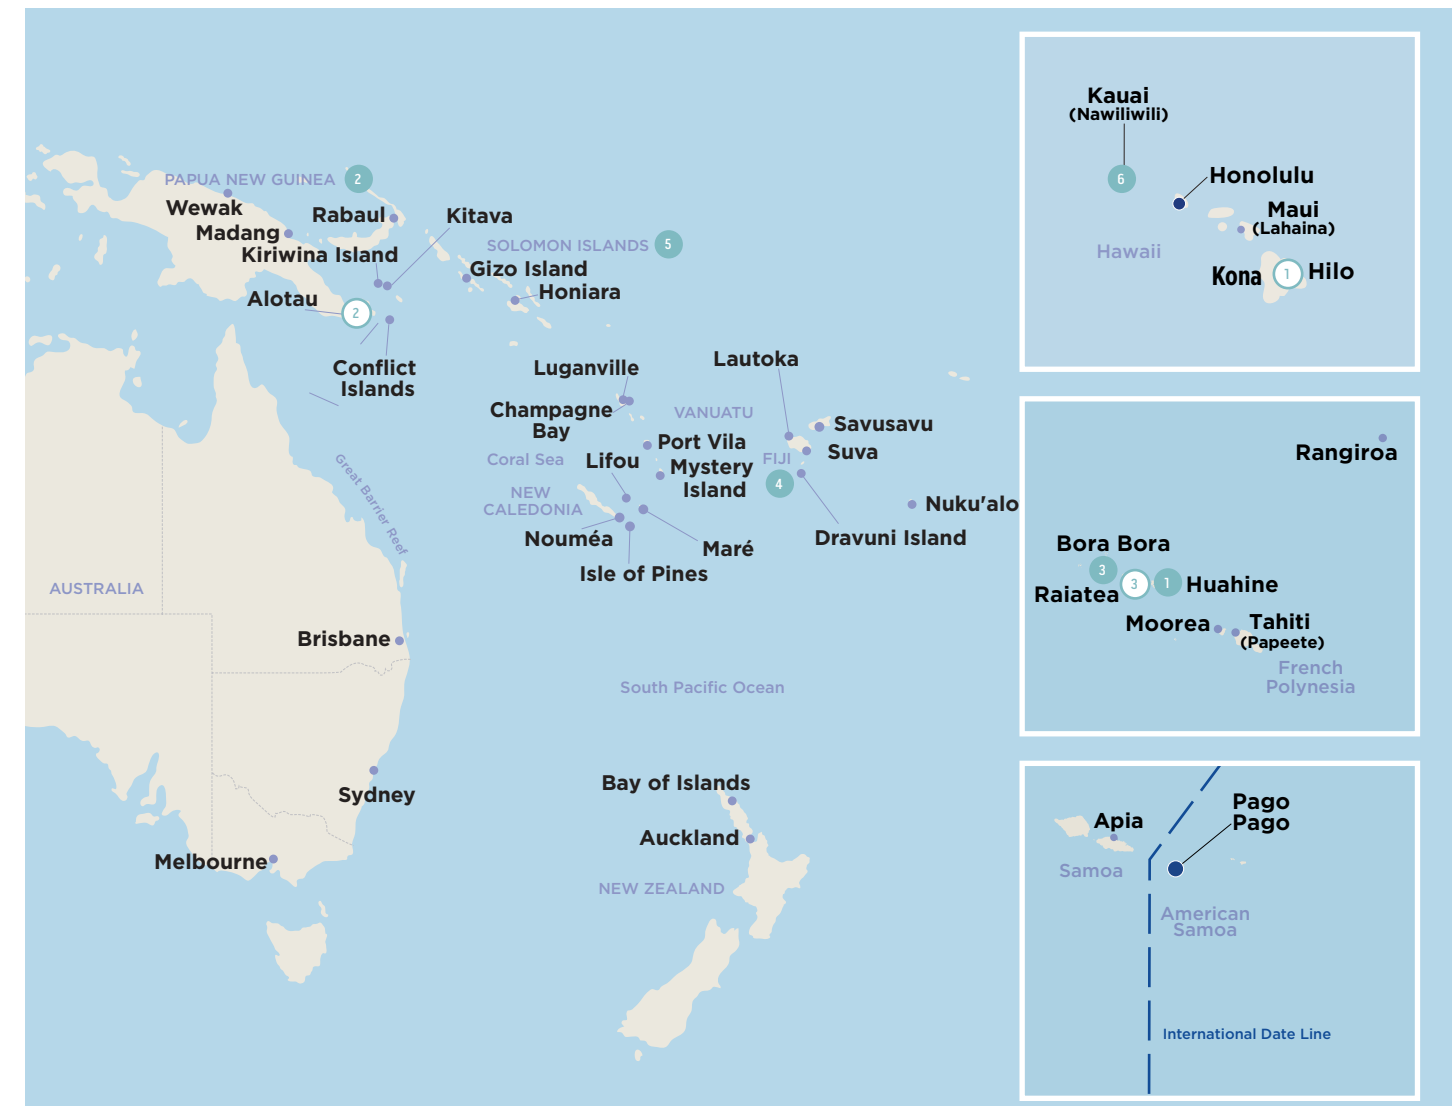 PAPUA NEW GUINEA
2
Wewak
Madang
Rabaul
Kitava
Kiriwina Island
SOLOMON ISLANDS
5
Gizo Island
Honiara
Alotau
2
Conflict
Islands
Luganville
Lautoka
Champagne
Bay
VANUATU
Savusavu
Port Vila
Suva
Coral Sea
Lifou
Mystery
Island
FIJI
4
NEW
CALEDONIA
Nuku'alo
Nouméa
Maré
Dravuni Island
Isle of Pines
Great Barrier Reef
AUSTRALIA
Brisbane
South Pacific Ocean
Sydney
Melbourne
Bay of Islands
Auckland
NEW ZEALAND
Kauai
(Nawiliwili)
6
Honolulu
Maui
(Lahaina)
Hawaii
Kona
1
Hilo
Rangiroa
Bora Bora
3
Raiatea
3
1
Huahine
Moorea
Tahiti
(Papeete)
French
Polynesia
Pago
Pago
Apia
Samoa
American
Samoa
International Date Line